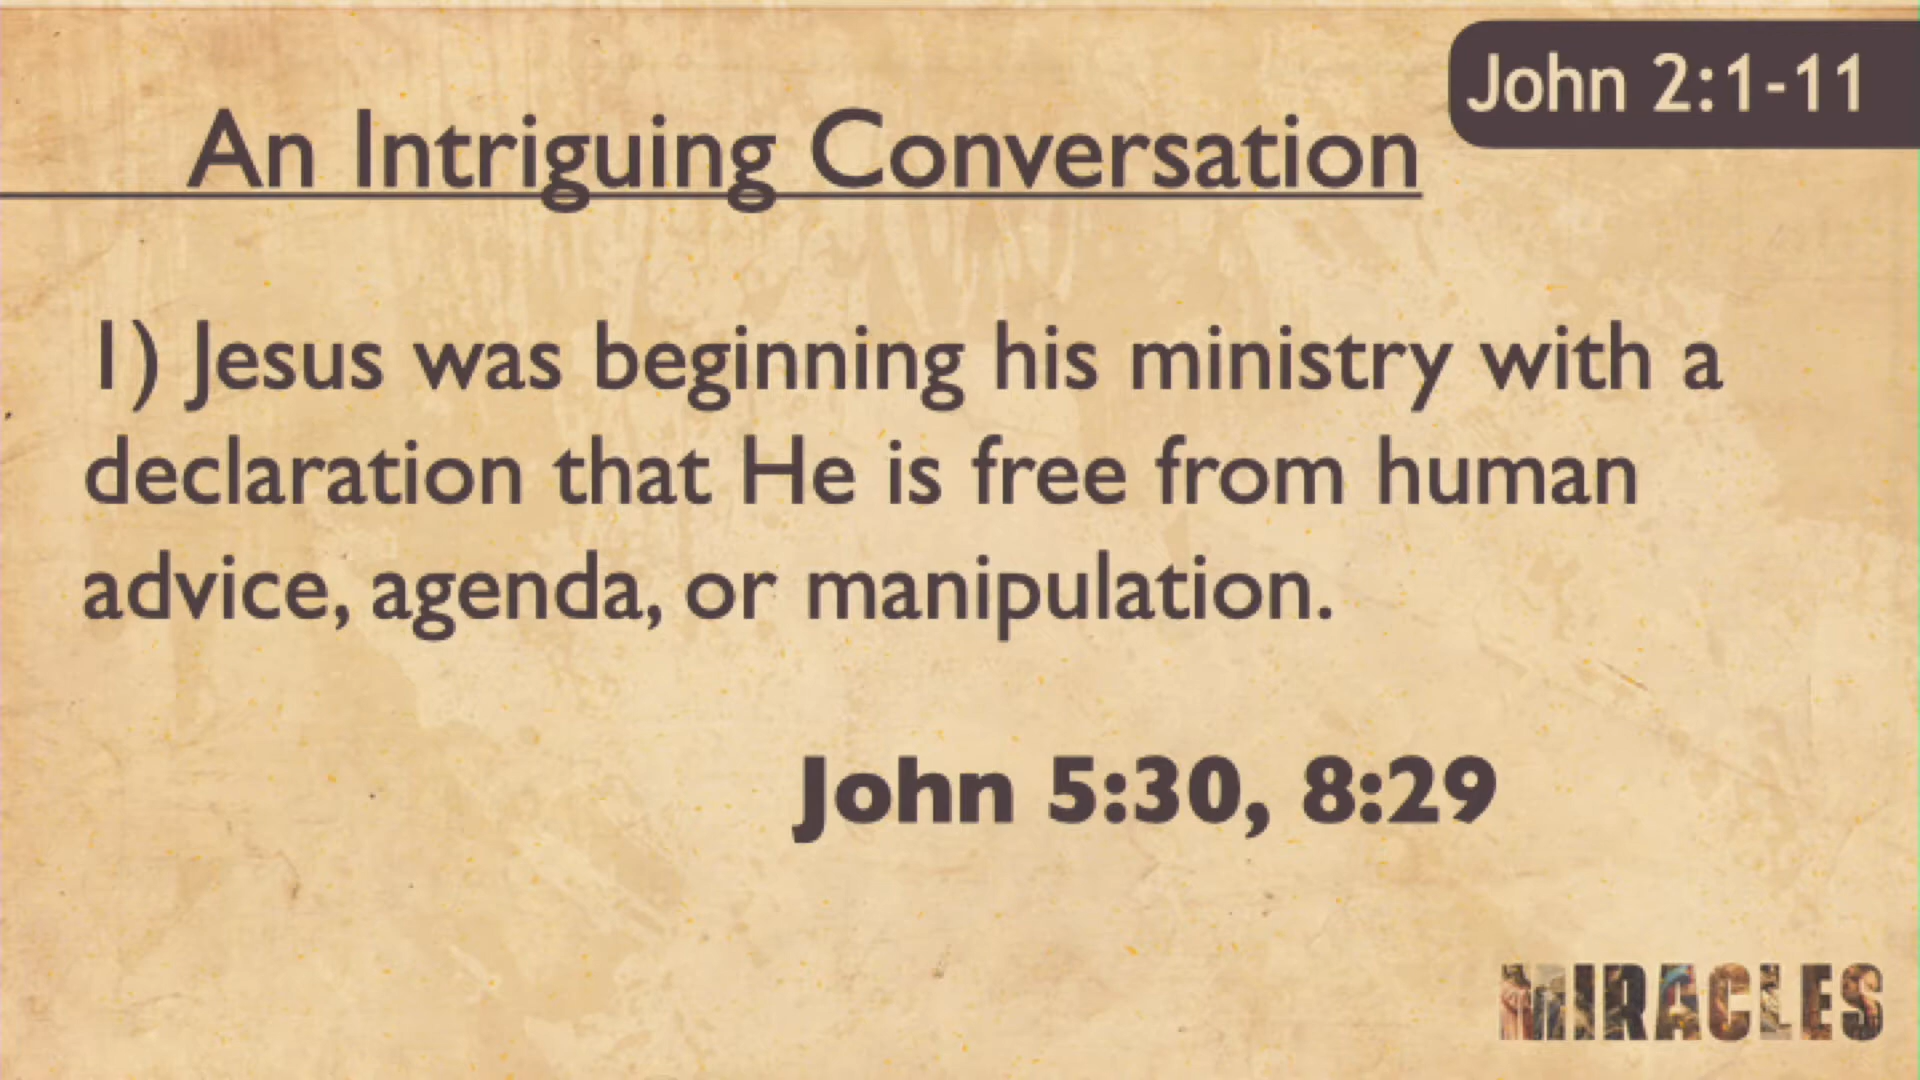 John 2:1-11
An Intriguing Conversation
1) Jesus was beginning his ministry with a
declaration that He is free from human
advice, agenda, or manipulation.
John 5:30, 8:29
MIRACLES